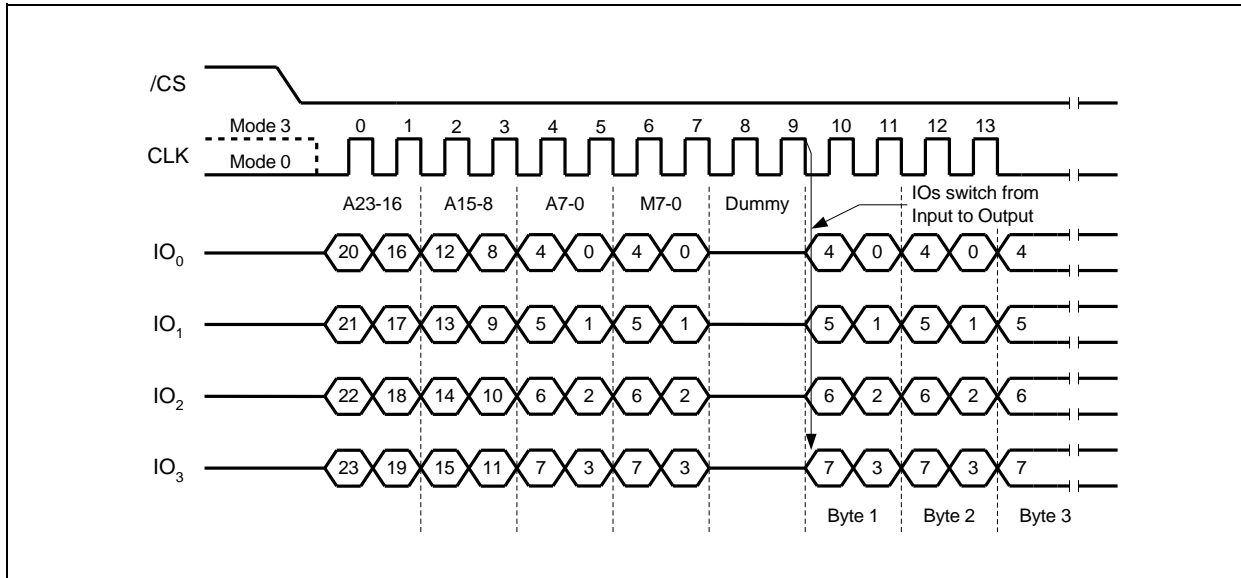 /CS
Mode 3 0 1 2 3 4 5 6 7 8 9 10 11 12 13
CLK
Mode 0
A23-16 A15-8 A7-0 M7-0 Dummy
IOs switch from
Input to Output
IO0 20 16 12 8 4 0 4 0 4 0 4 0 4
IO1 21 17 13 9 5 1 5 1 5 1 5 1 5
IO2 22 18 14 10 6 2 6 2 6 2 6 2 6
IO3 23 19 15 11 7 3 7 3 7 3 7 3 7
Byte 1 Byte 2 Byte 3